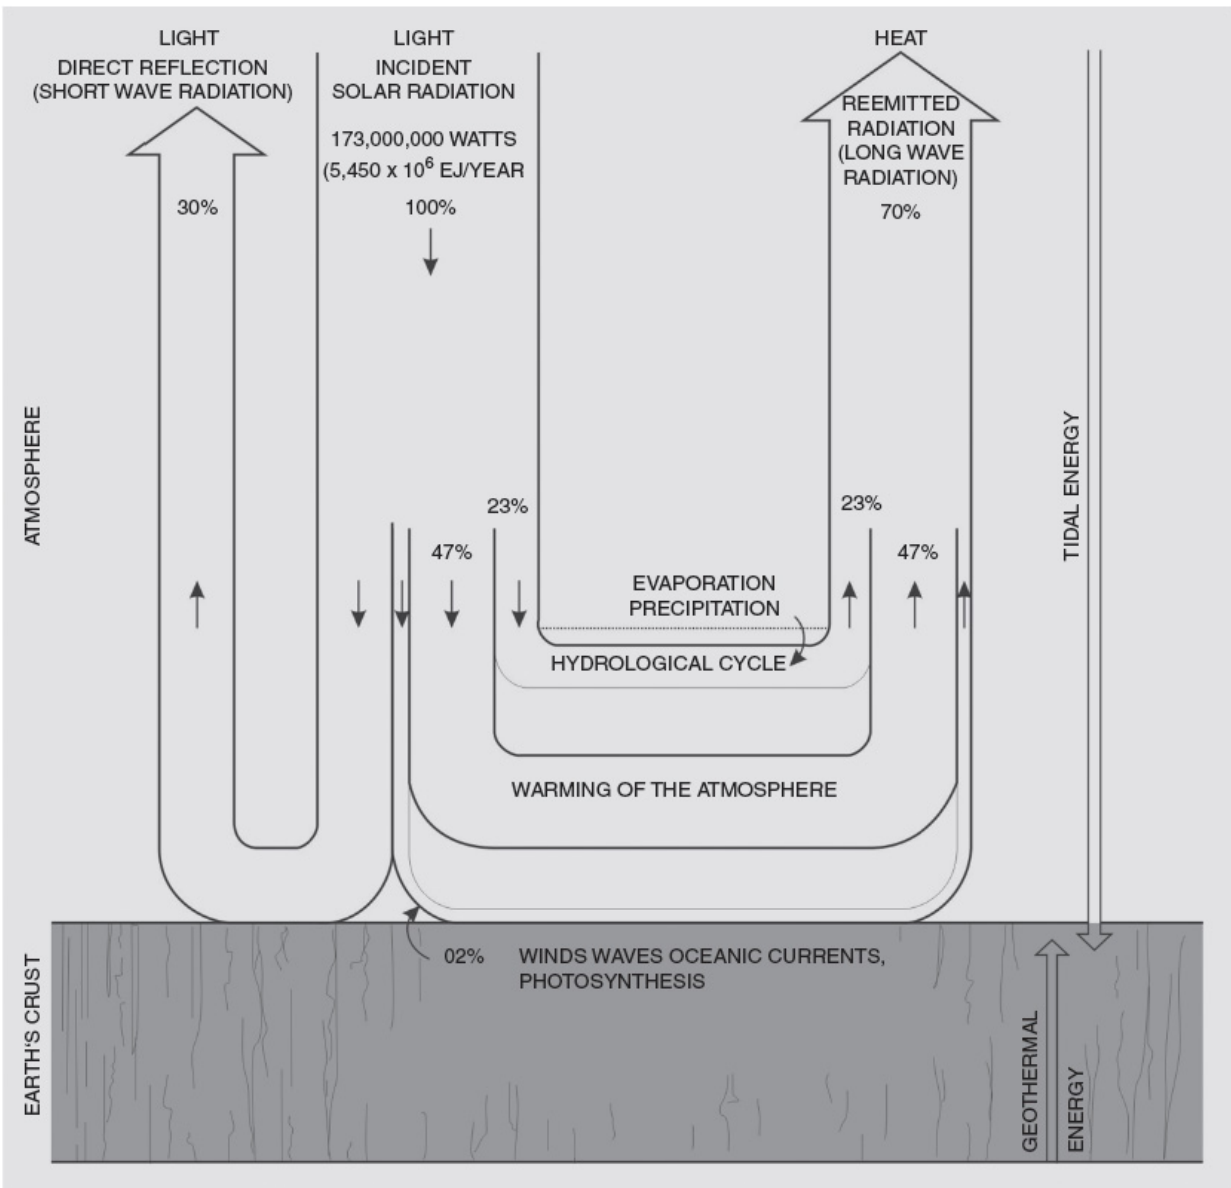 LIGHT
DIRECT REFLECTION
(SHORT WAVE RADIATION)
30%
LIGHT
INCIDENT
SOLAR RADIATION
173,000,000 WATTS
(5,450 x 10⁶ EJ/YEAR
100%
HEAT
REEMITTED
RADIATION
(LONG WAVE
RADIATION)
70%
ATMOSPHERE
TIDAL ENERGY
23%
47%
23%
47%
EVAPORATION
PRECIPITATION
HYDROLOGICAL CYCLE
WARMING OF THE ATMOSPHERE
EARTH'S CRUST
02%
WINDS WAVES OCEANIC CURRENTS,
PHOTOSYNTHESIS
GEOTHERMAL
ENERGY